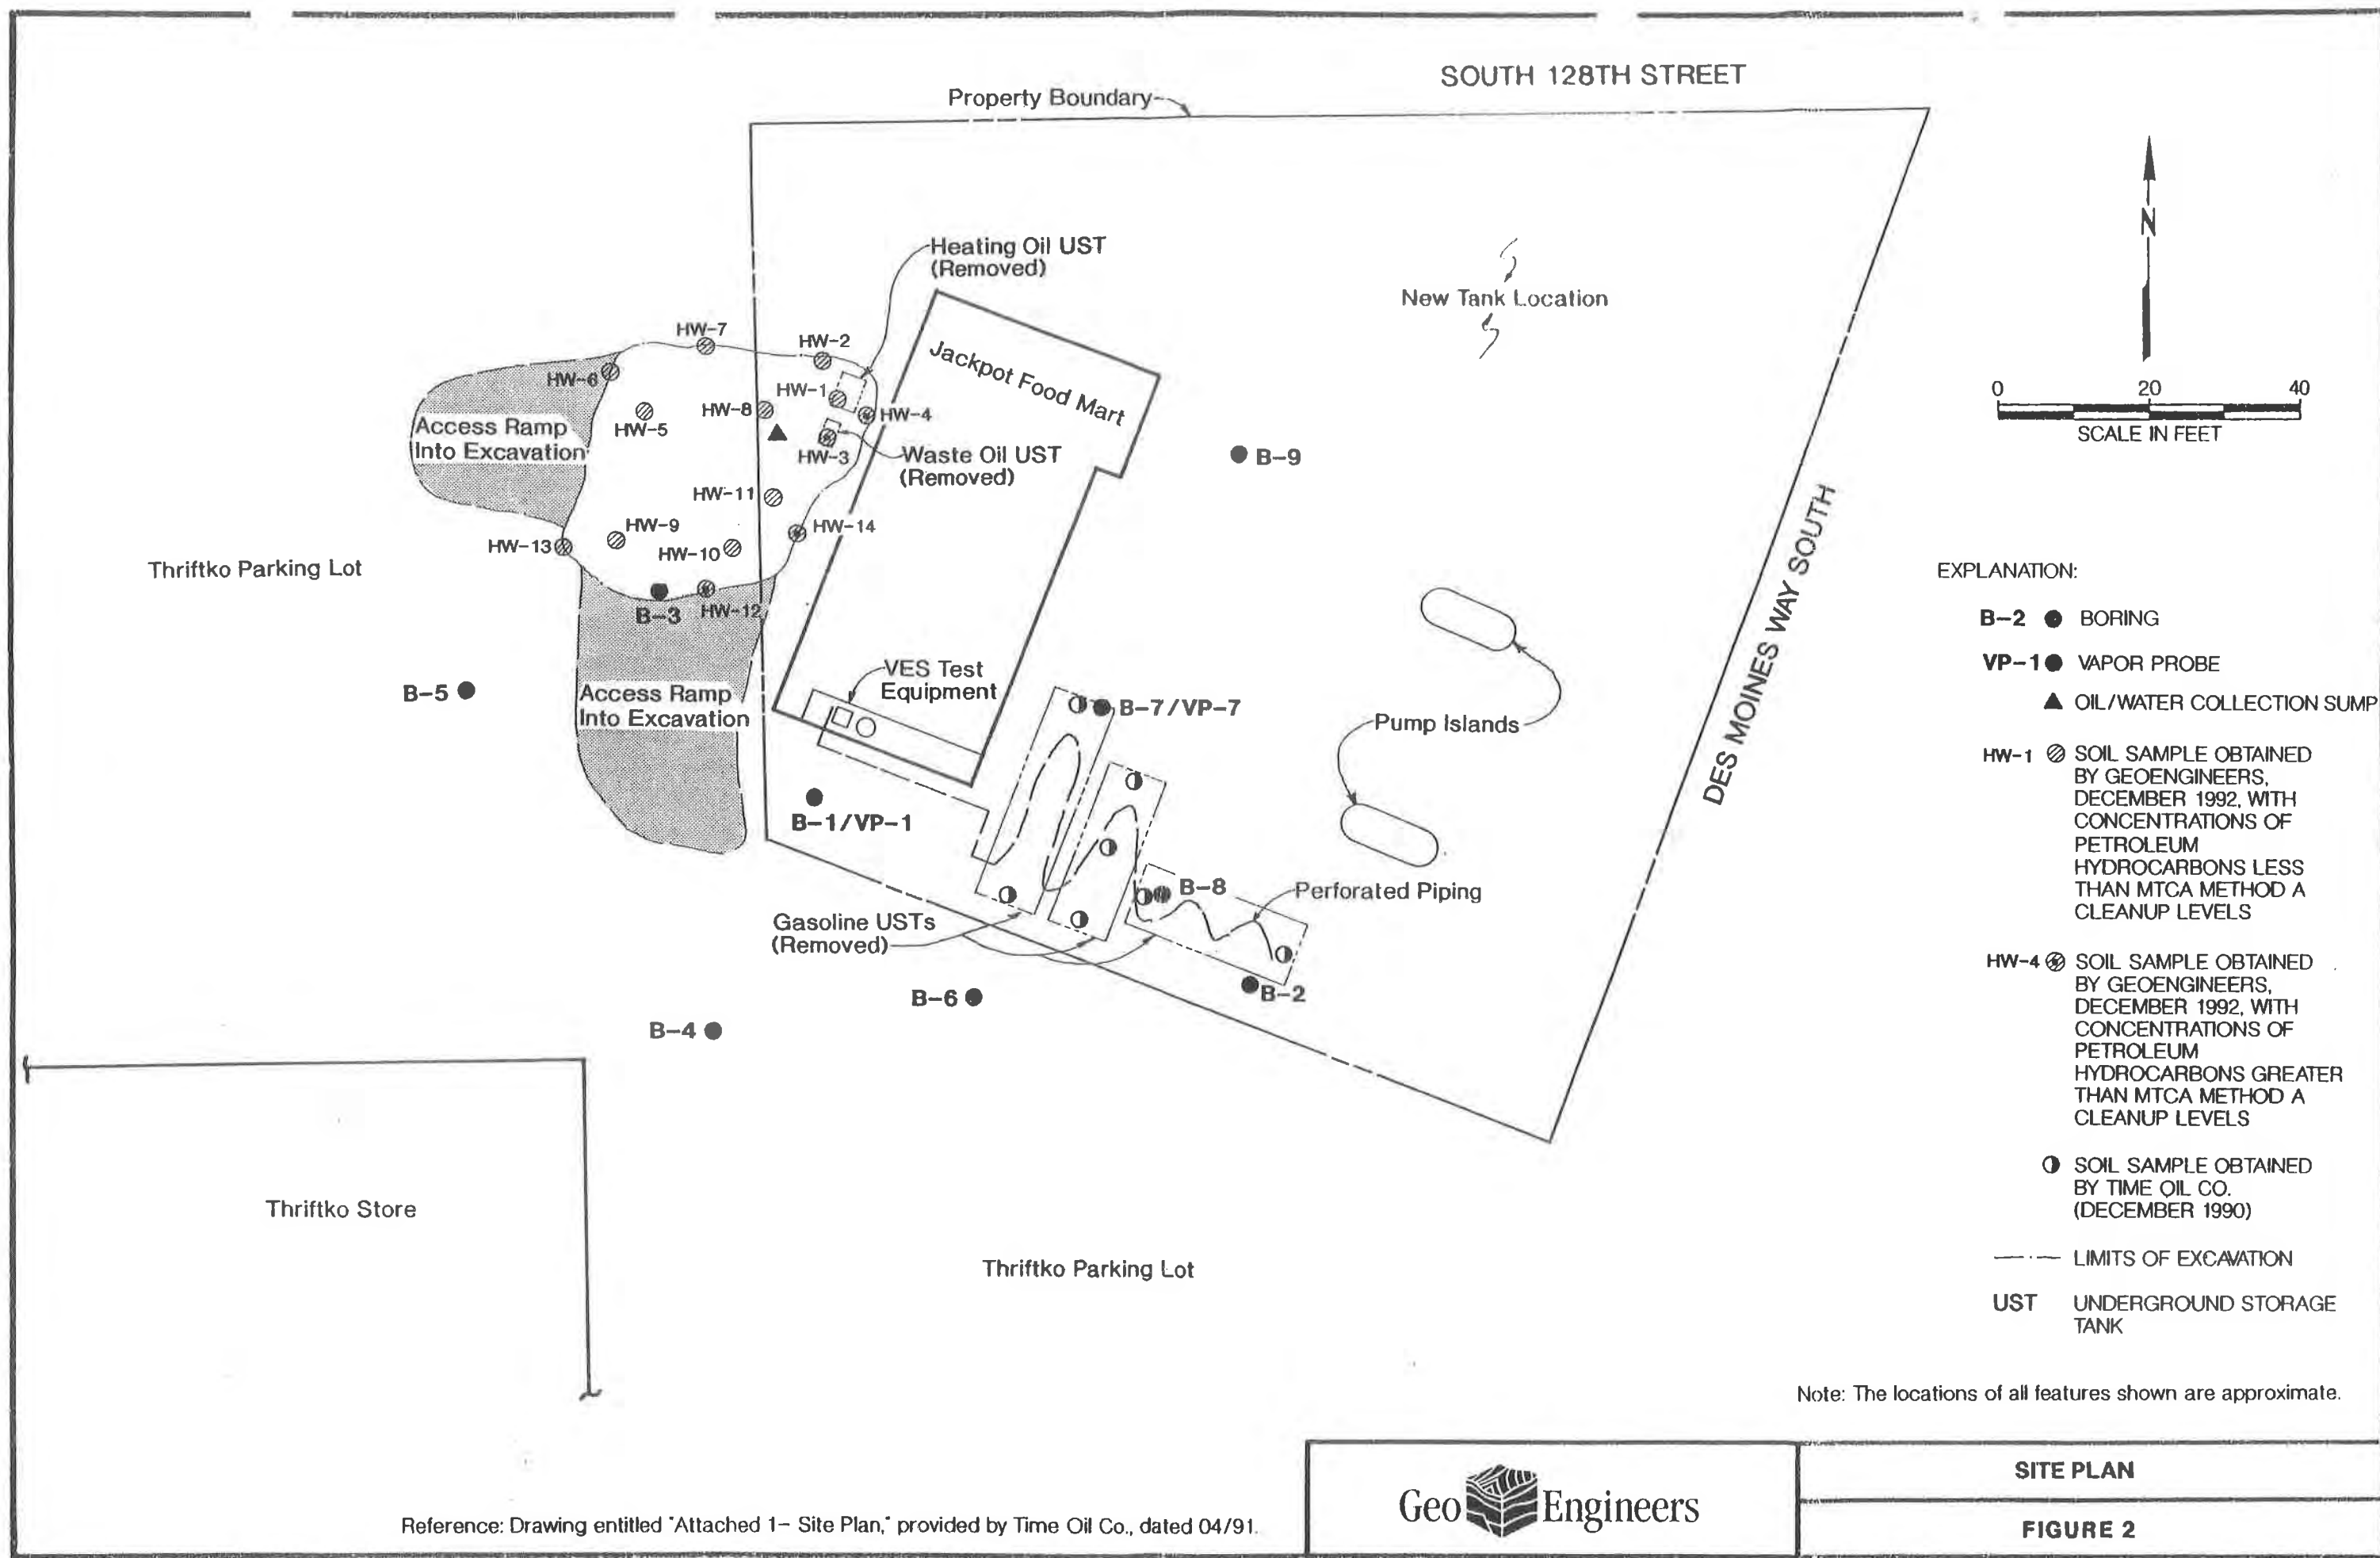 SOUTH 128TH STREET
Property Boundary
N
0 20 40
SCALE IN FEET
Heating Oil UST
(Removed)
New Tank Location
Jackpot Food Mart
HW-7
HW-2
HW-6
HW-1
HW-8
HW-4
HW-5
HW-3
Access Ramp
Into Excavation
Waste Oil UST
(Removed)
B-9
HW-11
HW-9
HW-14
HW-13
HW-10
Thriftko Parking Lot
B-3
HW-12
DES MOINES WAY SOUTH
VES Test
Equipment
B-5
Access Ramp
Into Excavation
B-7/VP-7
Pump Islands
B-1/VP-1
B-8
Perforated Piping
Gasoline USTs
(Removed)
B-2
B-6
B-4
Thriftko Store
Thriftko Parking Lot
EXPLANATION:
B-2 BORING
VP-1 VAPOR PROBE
OIL/WATER COLLECTION SUMP
HW-1 SOIL SAMPLE OBTAINED
BY GEOENGINEERS,
DECEMBER 1992, WITH
CONCENTRATIONS OF
PETROLEUM
HYDROCARBONS LESS
THAN MTCA METHOD A
CLEANUP LEVELS
HW-4 SOIL SAMPLE OBTAINED
BY GEOENGINEERS,
DECEMBER 1992, WITH
CONCENTRATIONS OF
PETROLEUM
HYDROCARBONS GREATER
THAN MTCA METHOD A
CLEANUP LEVELS
SOIL SAMPLE OBTAINED
BY TIME OIL CO.
(DECEMBER 1990)
LIMITS OF EXCAVATION
UST UNDERGROUND STORAGE
TANK
Note: The locations of all features shown are approximate.
Reference: Drawing entitled "Attached 1- Site Plan," provided by Time Oil Co., dated 04/91.
Geo Engineers
SITE PLAN
FIGURE 2